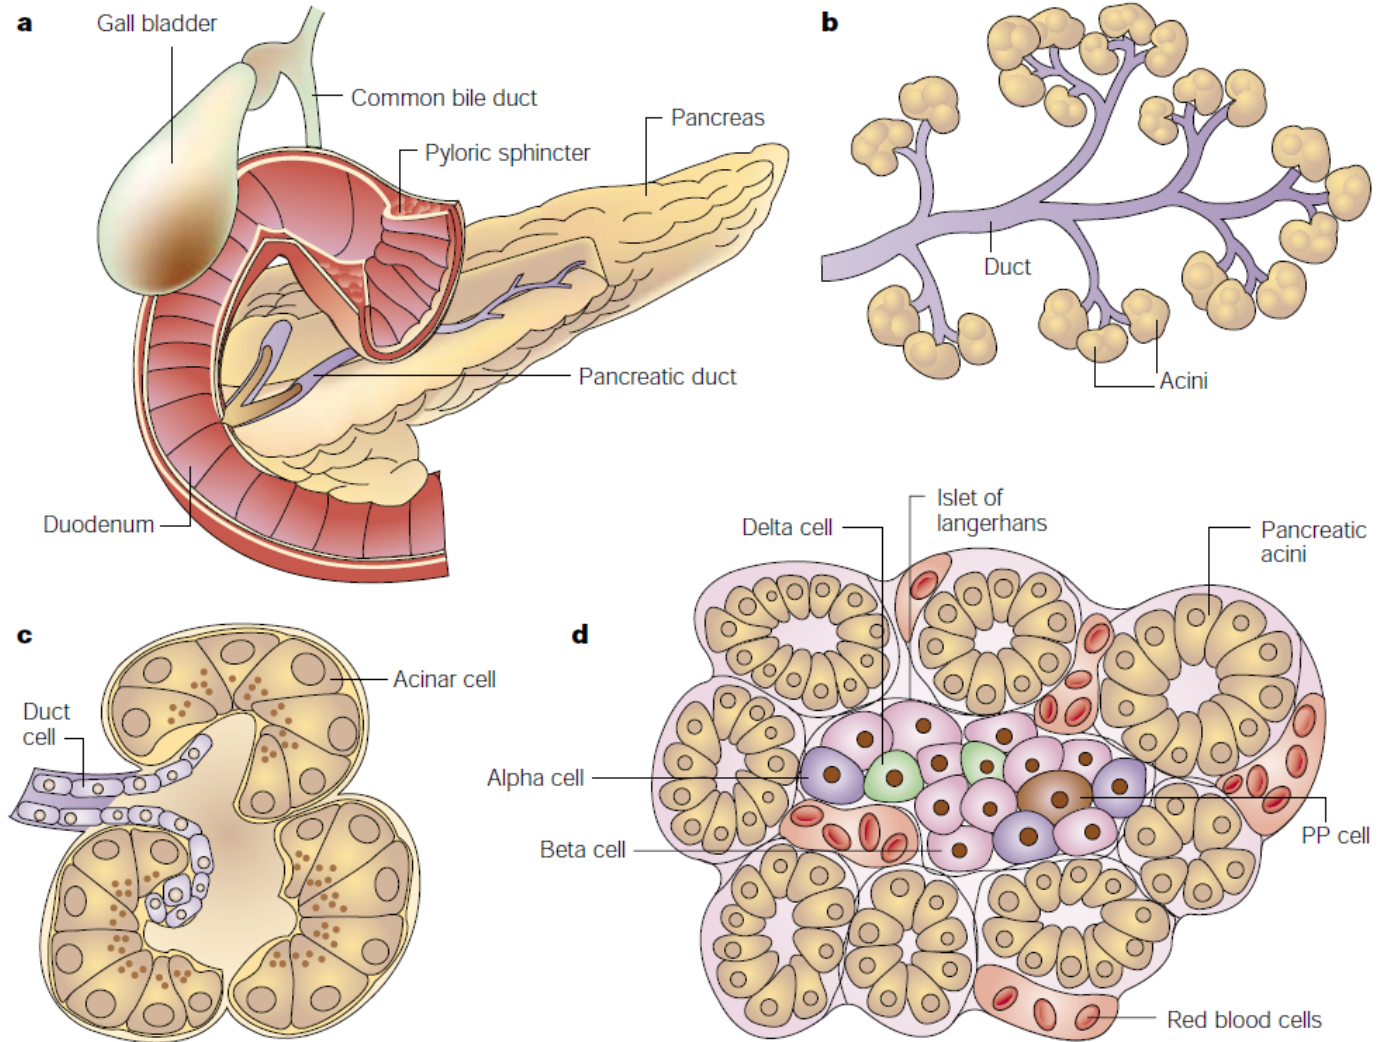 a
Gall bladder
Common bile duct
Pyloric sphincter
Pancreas
Pancreatic duct
Duodenum
b
Duct
Acini
c
Acinar cell
Duct
cell
d
Islet of
langerhans
Delta cell
Pancreatic
acini
Alpha cell
Beta cell
PP cell
Red blood cells